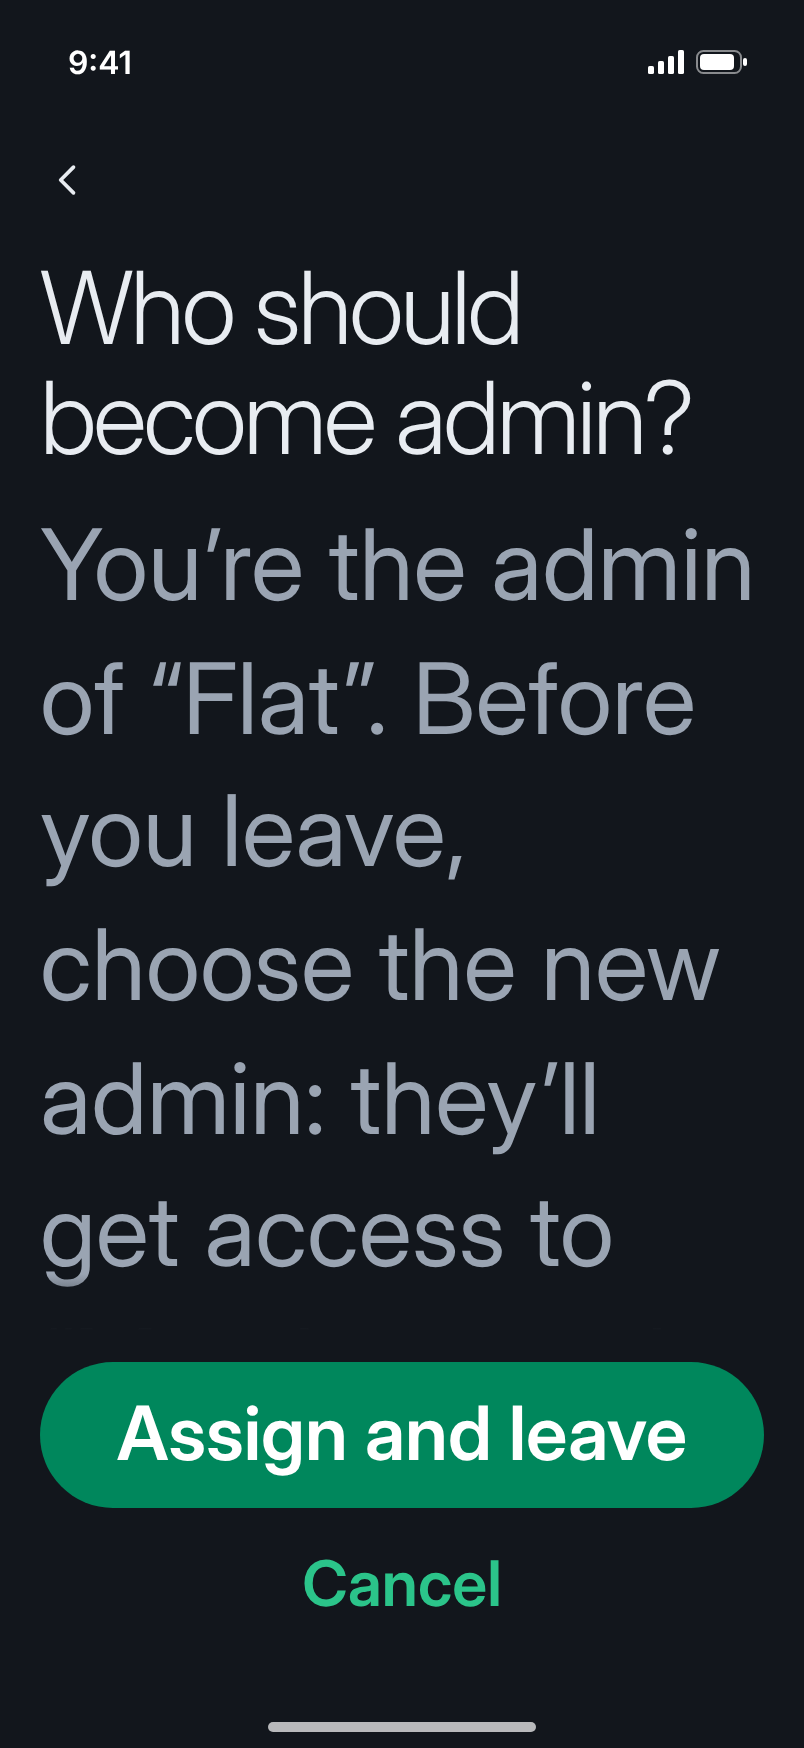 9:41
Who should
become admin?
You’re the admin
of “Flat”. Before
you leave,
choose the new
admin: they’ll
get access to
Assign and leave
Cancel